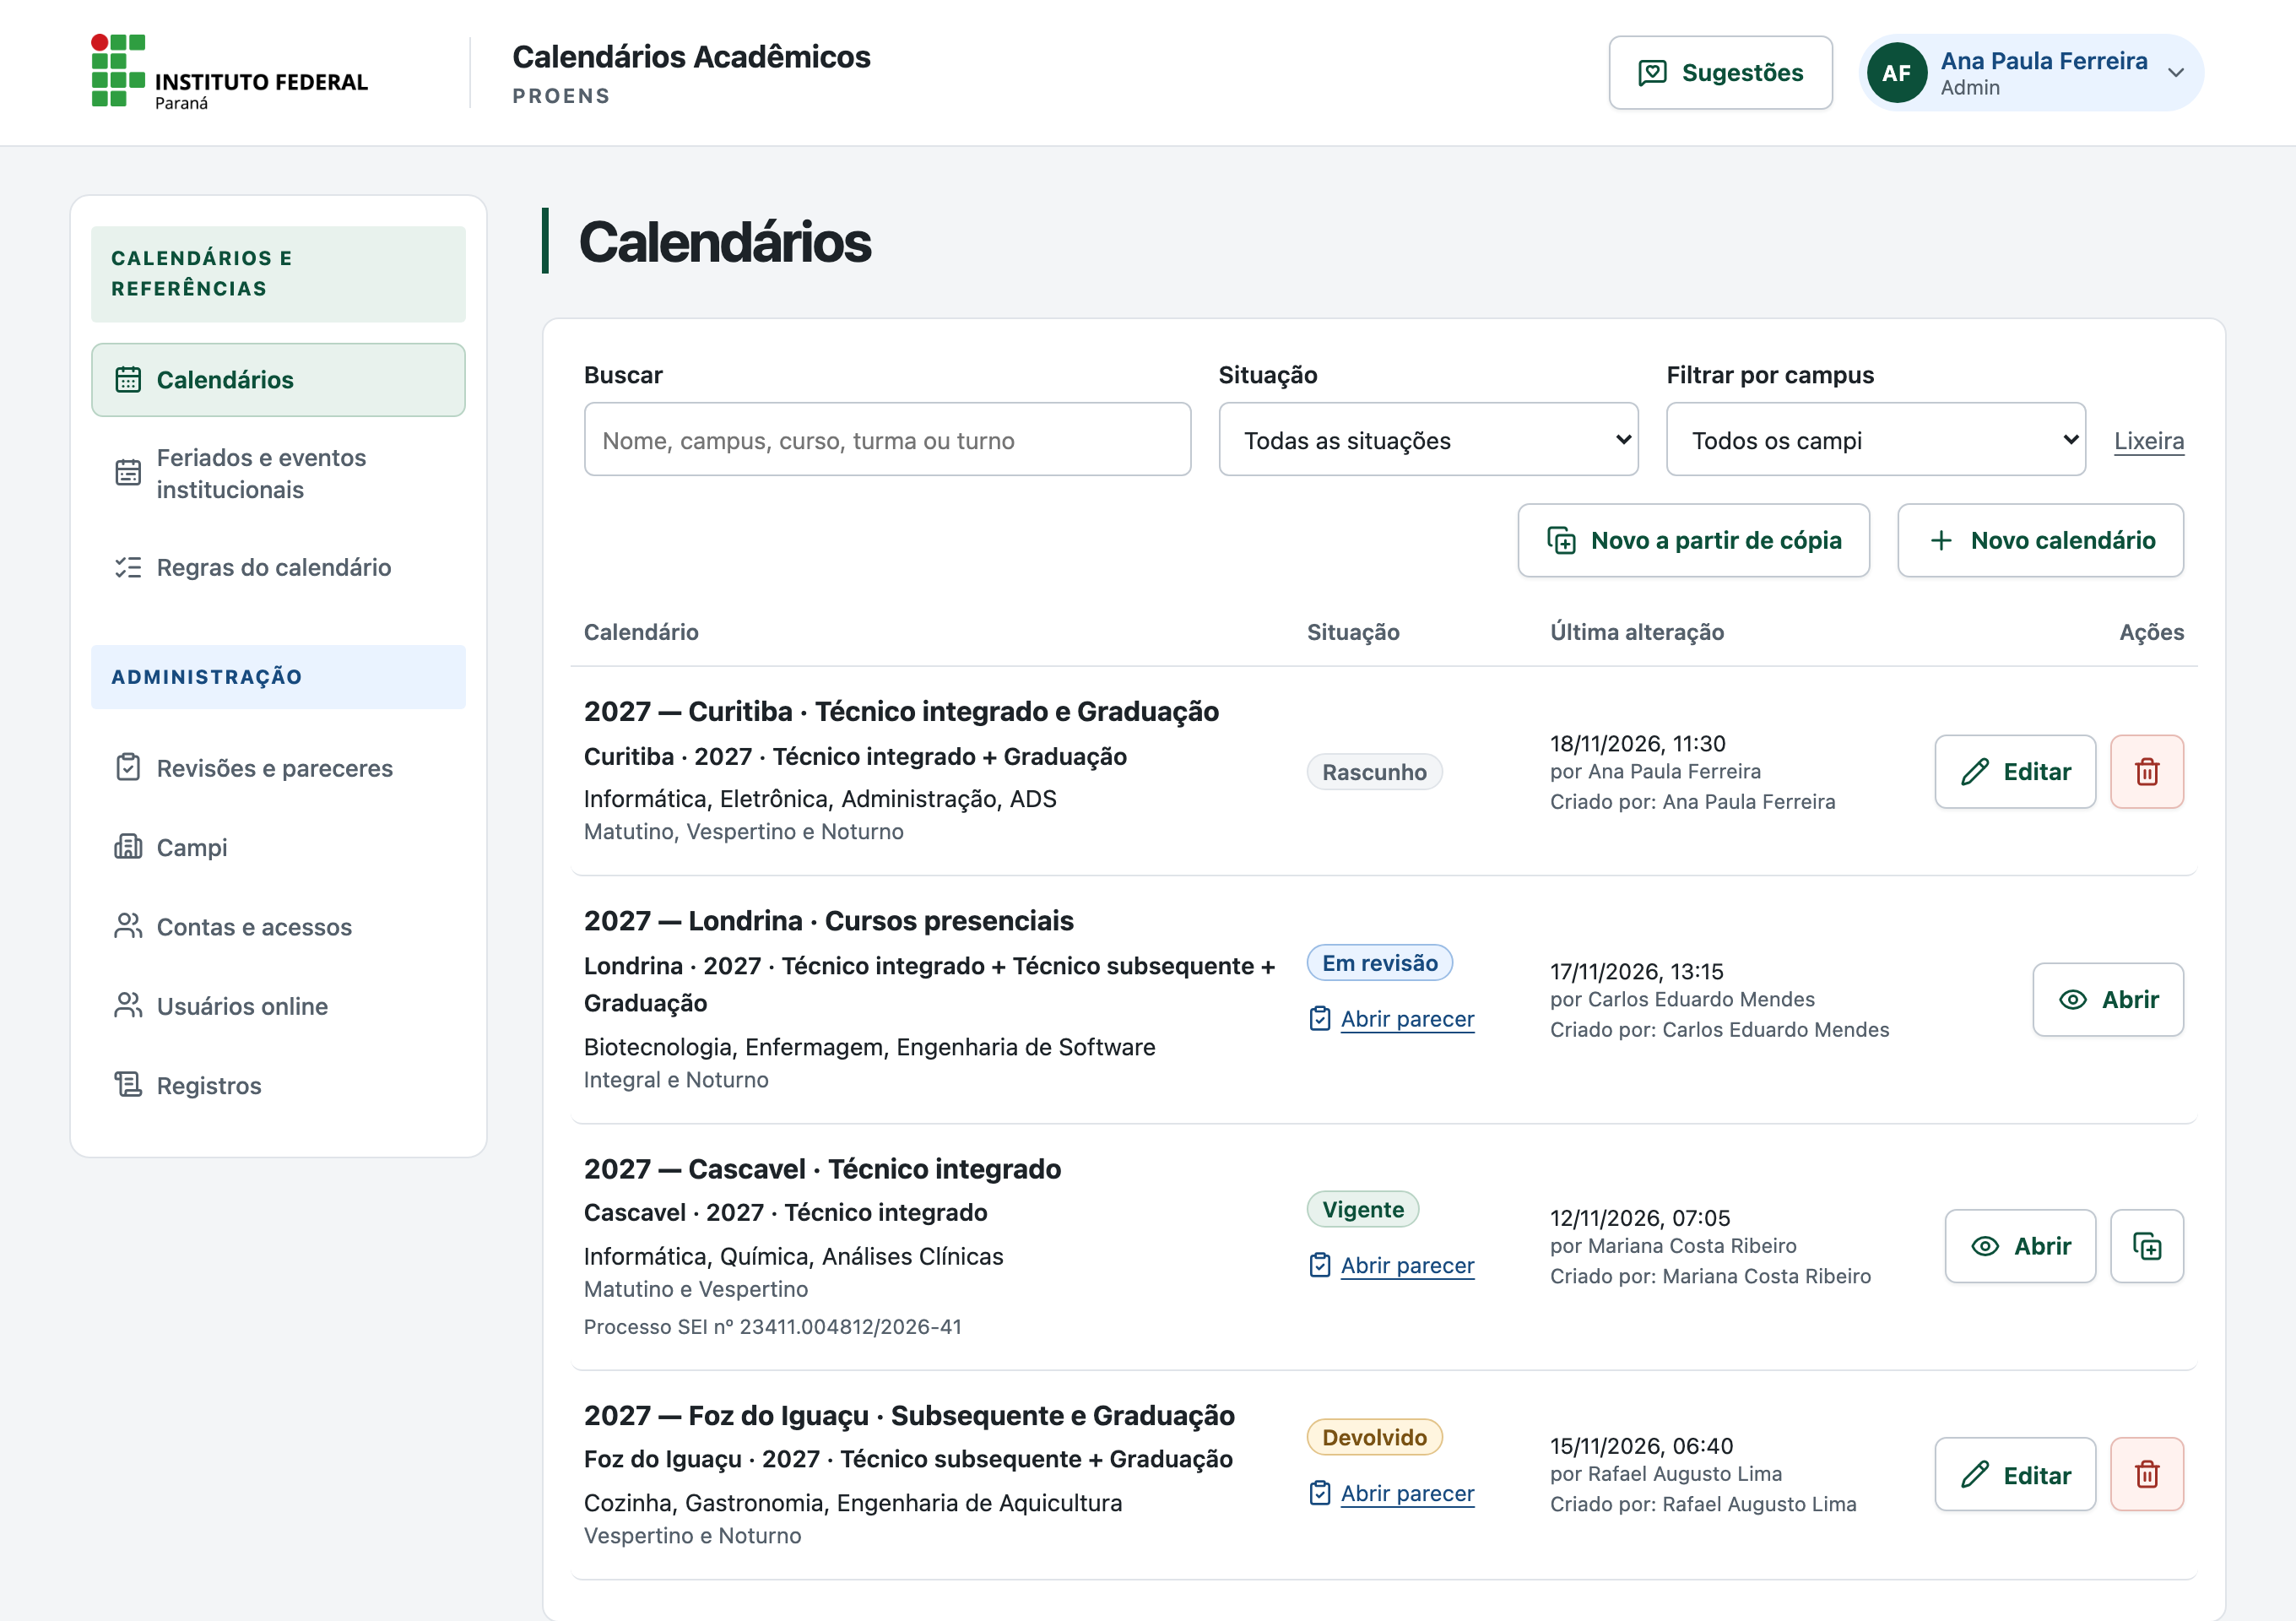 INSTITUTO FEDERAL
Paraná
Calendários Acadêmicos
PROENS
Sugestões
AF
Ana Paula Ferreira
Admin
CALENDÁRIOS E
REFERÊNCIAS
Calendários
Feriados e eventos
institucionais
Regras do calendário
ADMINISTRAÇÃO
Revisões e pareceres
Campi
Contas e acessos
Usuários online
Registros
Calendários
Buscar
Situação
Filtrar por campus
Nome, campus, curso, turma ou turno
Todas as situações
Todos os campi
Lixeira
Novo a partir de cópia
Novo calendário
Calendário
Situação
Última alteração
Ações
2027 — Curitiba · Técnico integrado e Graduação
Curitiba · 2027 · Técnico integrado + Graduação
Informática, Eletrônica, Administração, ADS
Matutino, Vespertino e Noturno
Rascunho
18/11/2026, 11:30
por Ana Paula Ferreira
Criado por: Ana Paula Ferreira
Editar
2027 — Londrina · Cursos presenciais
Londrina · 2027 · Técnico integrado + Técnico subsequente +
Graduação
Biotecnologia, Enfermagem, Engenharia de Software
Integral e Noturno
Em revisão
Abrir parecer
17/11/2026, 13:15
por Carlos Eduardo Mendes
Criado por: Carlos Eduardo Mendes
Abrir
2027 — Cascavel · Técnico integrado
Cascavel · 2027 · Técnico integrado
Informática, Química, Análises Clínicas
Matutino e Vespertino
Processo SEI nº 23411.004812/2026-41
Vigente
Abrir parecer
12/11/2026, 07:05
por Mariana Costa Ribeiro
Criado por: Mariana Costa Ribeiro
Abrir
2027 — Foz do Iguaçu · Subsequente e Graduação
Foz do Iguaçu · 2027 · Técnico subsequente + Graduação
Cozinha, Gastronomia, Engenharia de Aquicultura
Vespertino e Noturno
Devolvido
Abrir parecer
15/11/2026, 06:40
por Rafael Augusto Lima
Criado por: Rafael Augusto Lima
Editar